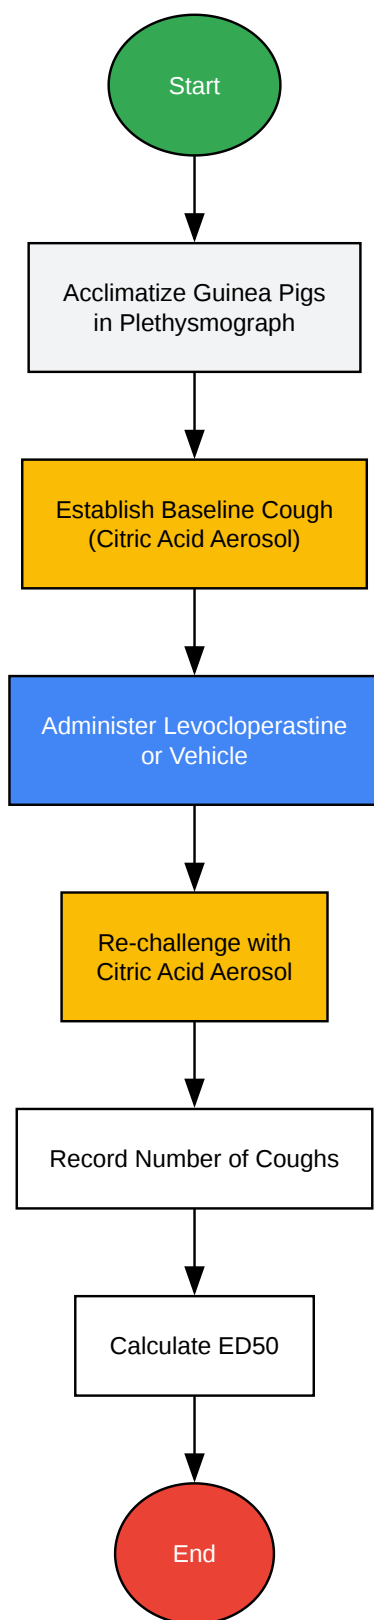 Start
Acclimatize Guinea Pigs
in Plethysmograph
Establish Baseline Cough
(Citric Acid Aerosol)
Administer Levocloperastine
or Vehicle
Re-challenge with
Citric Acid Aerosol
Record Number of Coughs
Calculate ED50
End